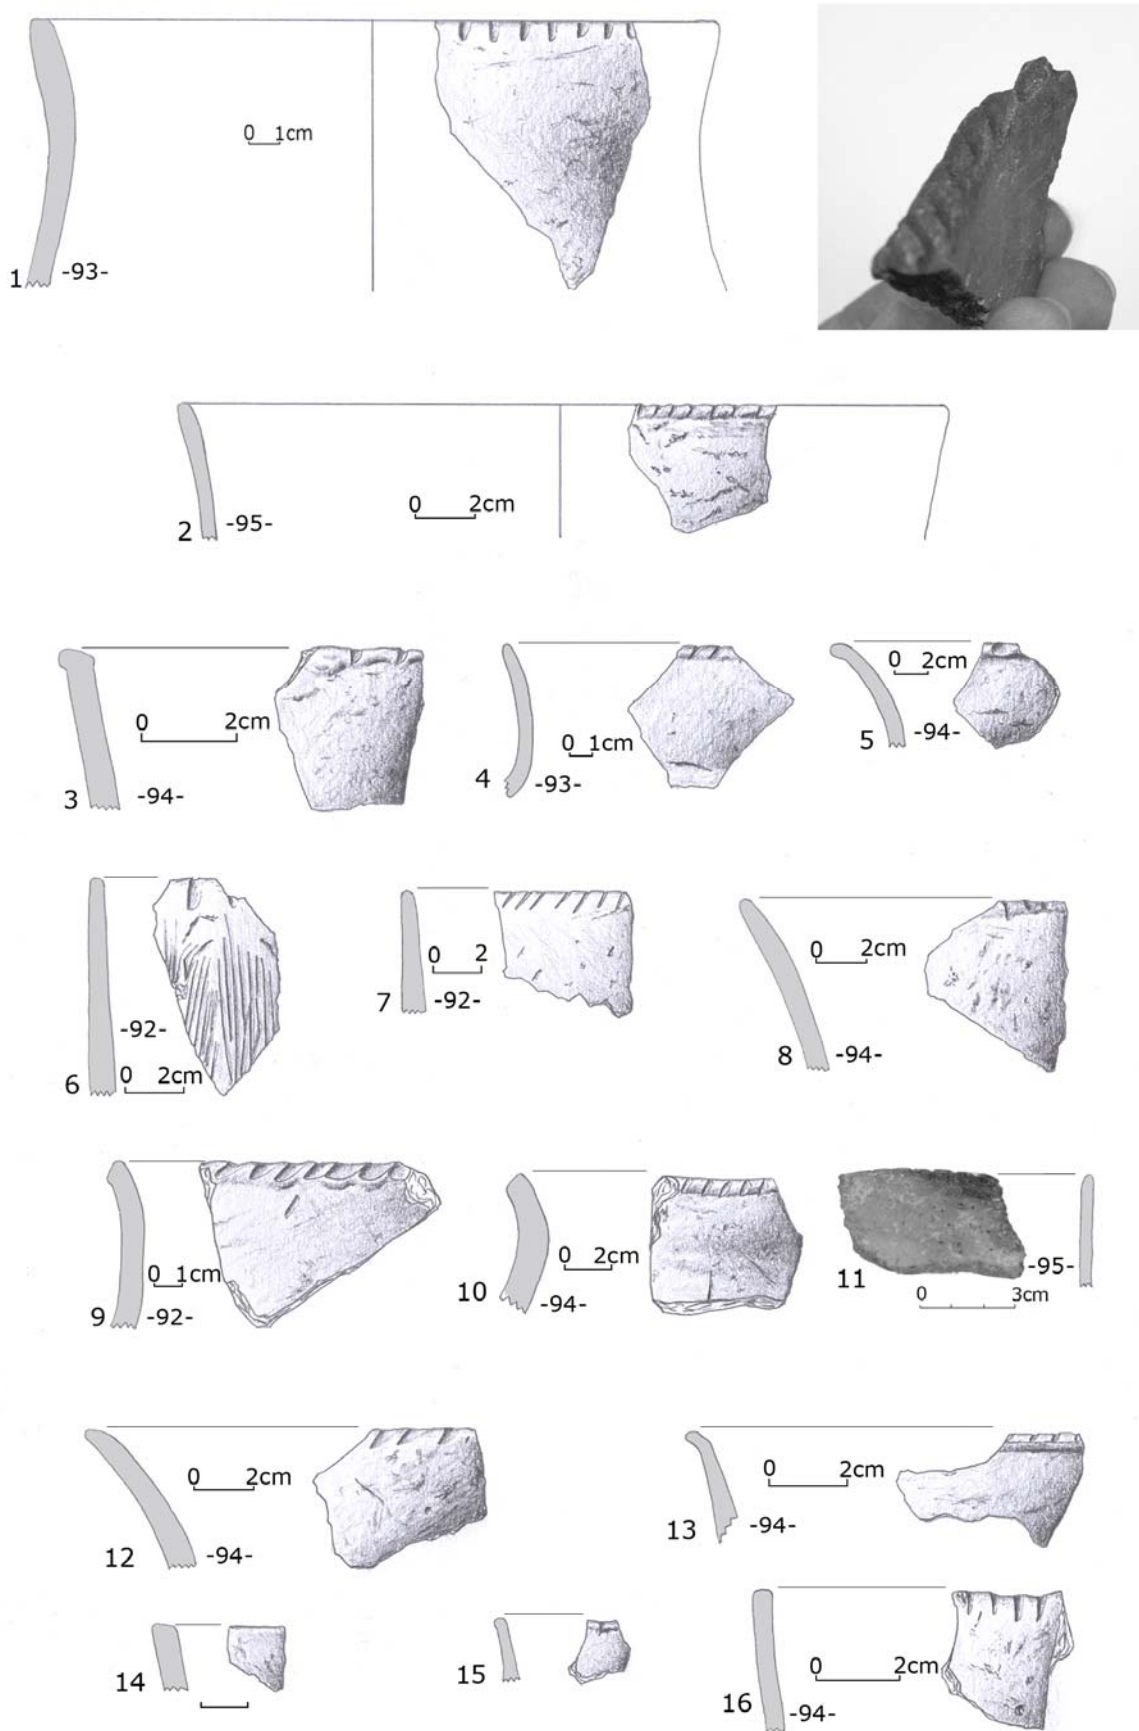 0 1cm
1 -93-
0 2cm
2 -95-
0 2cm
3 -94-
0 1cm
4 -93-
0 2cm
5 -94-
-92-
6 0 2cm
0 2
7 -92-
0 2cm
8 -94-
0 1cm
9 -92-
0 2cm
10 -94-
11 -95-
0 3cm
0 2cm
12 -94-
0 2cm
13 -94-
14
15
0 2cm
16 -94-